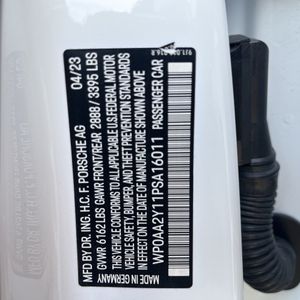 MFD BY DR. ING. H.C. F. PORSCHE AG 04/23
GVWR 6162 LBS GAWR FRONT/REAR 2888 / 3395 LBS
THIS VEHICLE CONFORMS TO ALL APPLICABLE U.S. FEDERAL MOTOR
VEHICLE SAFETY, BUMPER, AND THEFT PREVENTION STANDARDS
IN EFFECT ON THE DATE OF MANUFACTURE SHOWN ABOVE
WP0AA2Y11PSA16011 PASSENGER CAR
MADE IN GERMANY